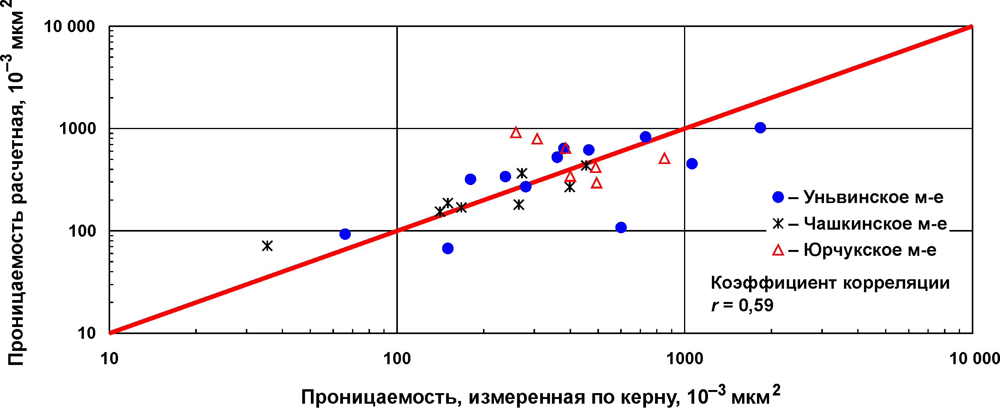 Проницаемость расчетная, 10⁻³ мкм²
10 000
1000
100
10
10
100
1000
10 000
– Уньвинское м-е
– Чашкинское м-е
– Юрчукское м-е
Коэффициент корреляции
r = 0,59
Проницаемость, измеренная по керну, 10⁻³ мкм²